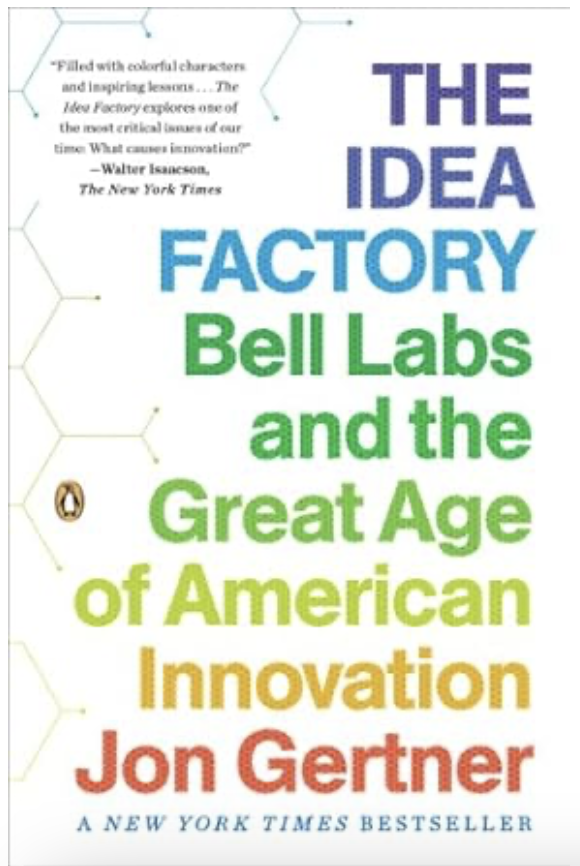 “Filled with colorful characters
and inspiring lessons . . . The
Idea Factory explores one of
the most critical issues of our
time: What causes innovation?”
—Walter Isaacson,
The New York Times
THE
IDEA
FACTORY
Bell Labs
and the
Great Age
of American
Innovation
Jon Gertner
A NEW YORK TIMES BESTSELLER